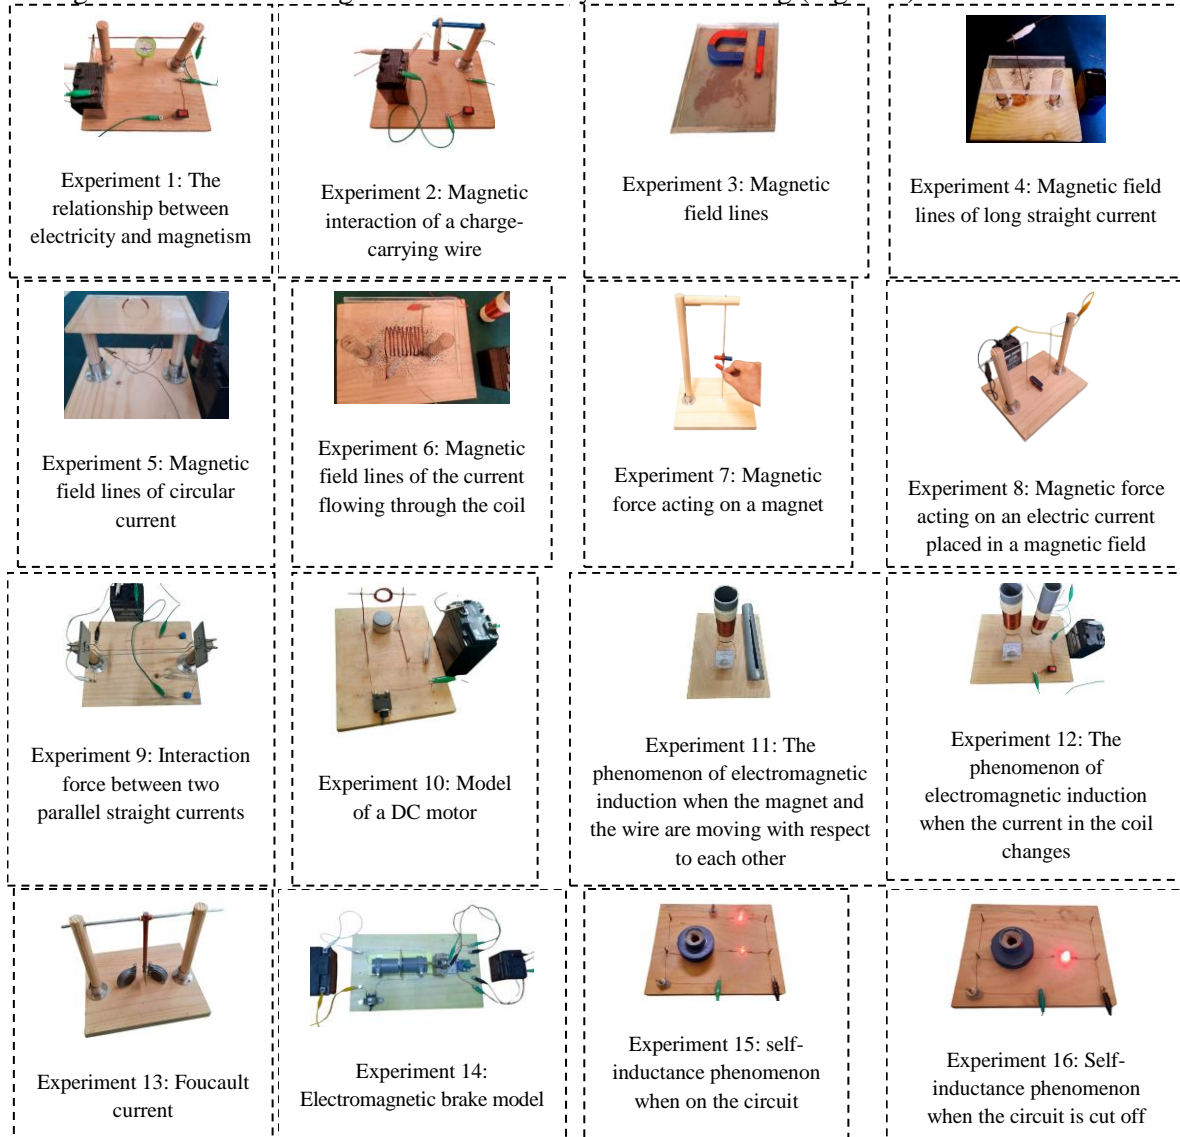 Experiment 1: The
relationship between
electricity and magnetism
Experiment 2: Magnetic
interaction of a charge-
carrying wire
Experiment 3: Magnetic
field lines
Experiment 4: Magnetic field
lines of long straight current
Experiment 5: Magnetic
field lines of circular
current
Experiment 6: Magnetic
field lines of the current
flowing through the coil
Experiment 7: Magnetic
force acting on a magnet
Experiment 8: Magnetic force
acting on an electric current
placed in a magnetic field
Experiment 9: Interaction
force between two
parallel straight currents
Experiment 10: Model
of a DC motor
Experiment 11: The
phenomenon of electromagnetic
induction when the magnet and
the wire are moving with respect
to each other
Experiment 12: The
phenomenon of
electromagnetic induction
when the current in the coil
changes
Experiment 13: Foucault
current
Experiment 14:
Electromagnetic brake model
Experiment 15: self-
inductance phenomenon
when on the circuit
Experiment 16: Self-
inductance phenomenon
when the circuit is cut off